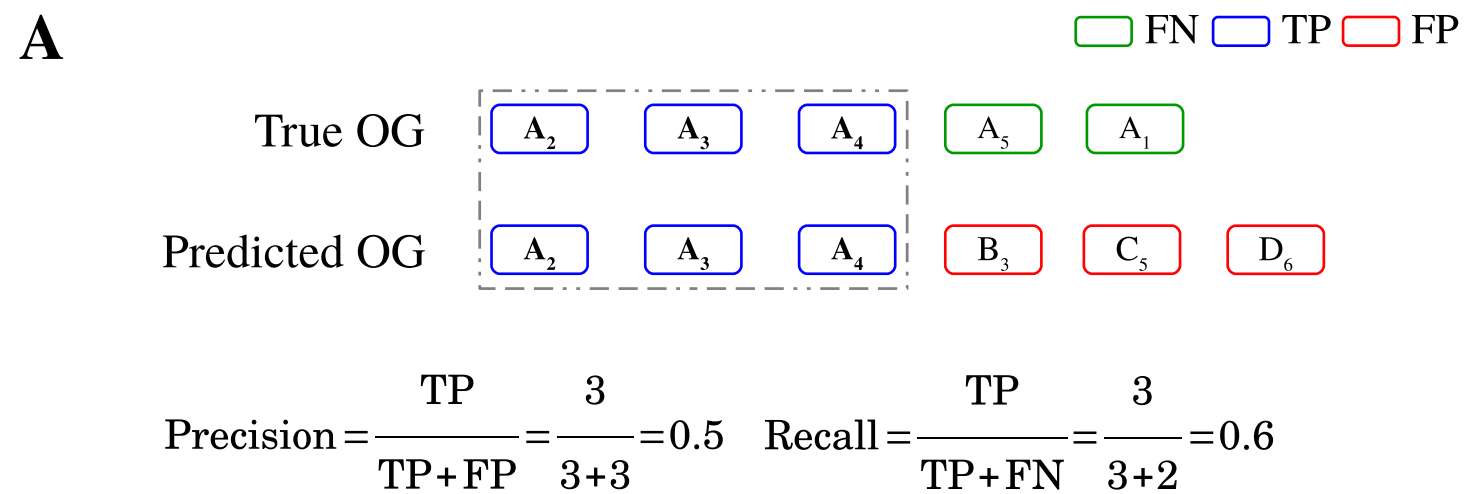 A
FN TP FP
True OG A₂ A₃ A₄ A₅ A₁
Predicted OG A₂ A₃ A₄ B₃ C₅ D₆
Precision = TP / TP+FP = 3 / 3+3 = 0.5 Recall = TP / TP+FN = 3 / 3+2 = 0.6